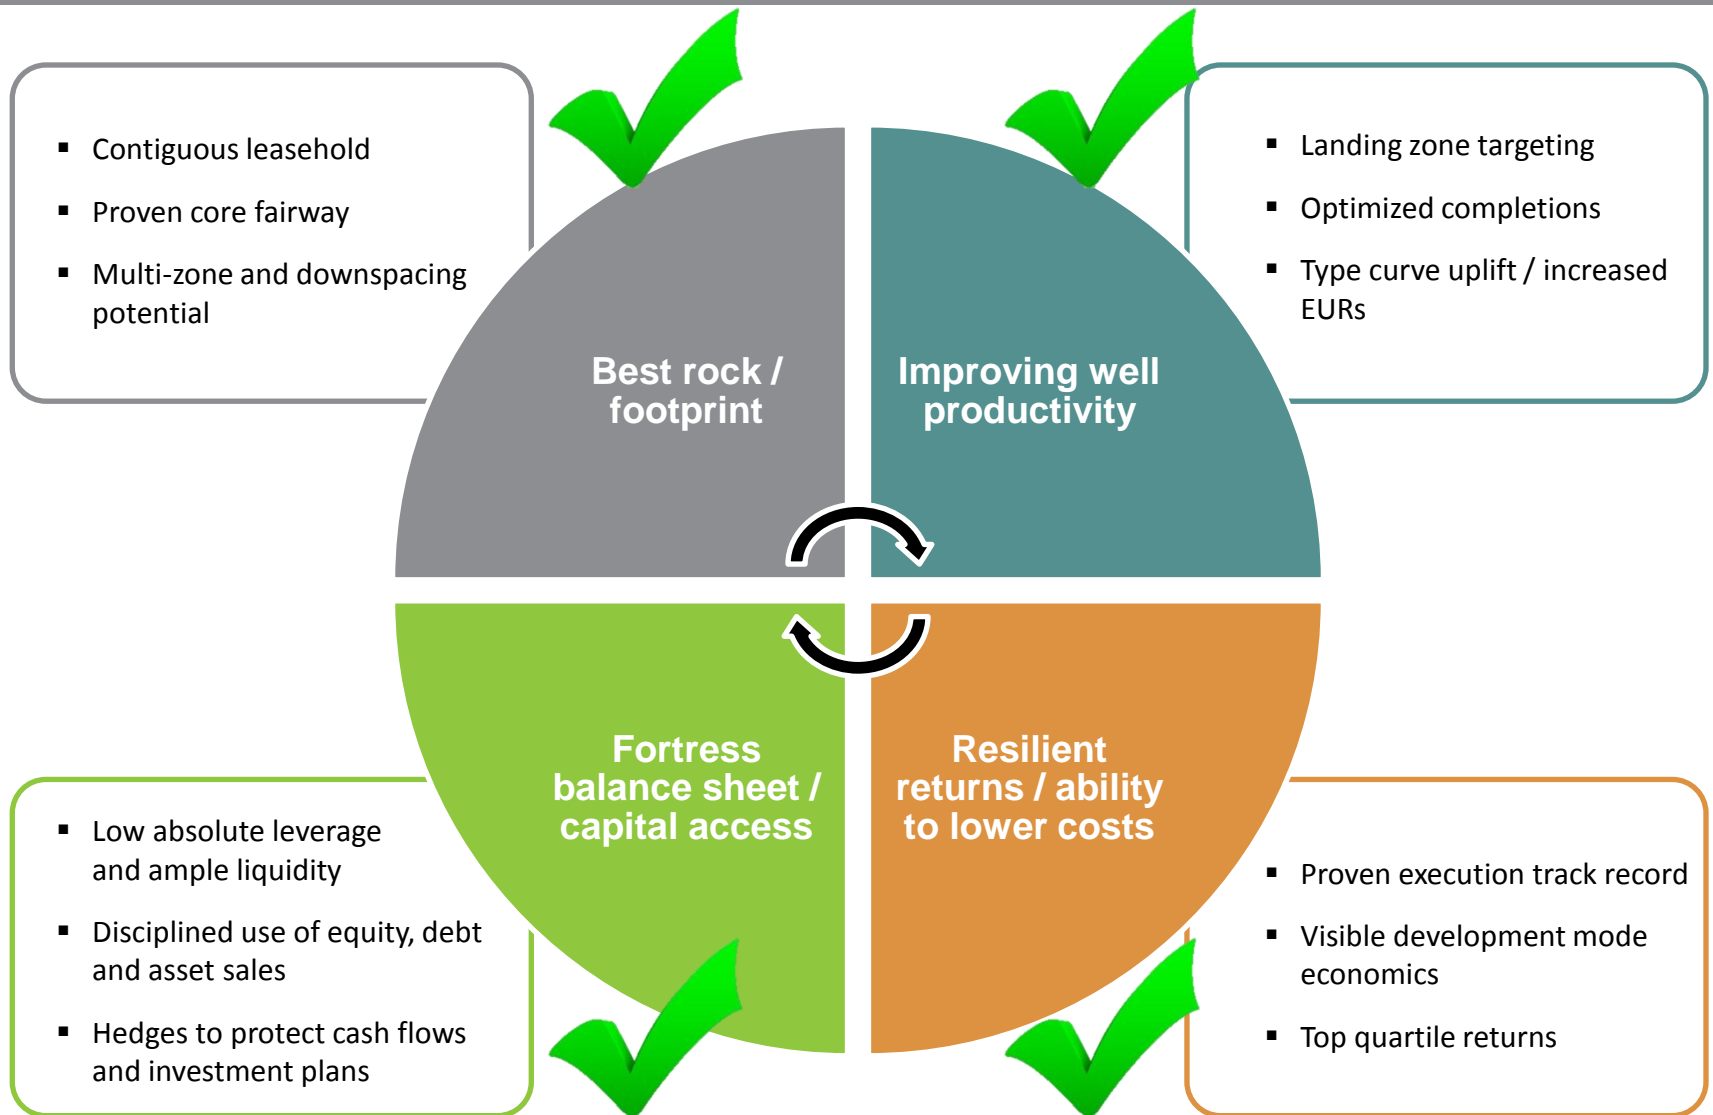 Contiguous leasehold
Proven core fairway
Multi-zone and downspacing
potential
Landing zone targeting
Optimized completions
Type curve uplift / increased
EURs
Best rock /
footprint
Improving well
productivity
Fortress
balance sheet /
capital access
Resilient
returns / ability
to lower costs
Low absolute leverage
and ample liquidity
Disciplined use of equity, debt
and asset sales
Hedges to protect cash flows
and investment plans
Proven execution track record
Visible development mode
economics
Top quartile returns